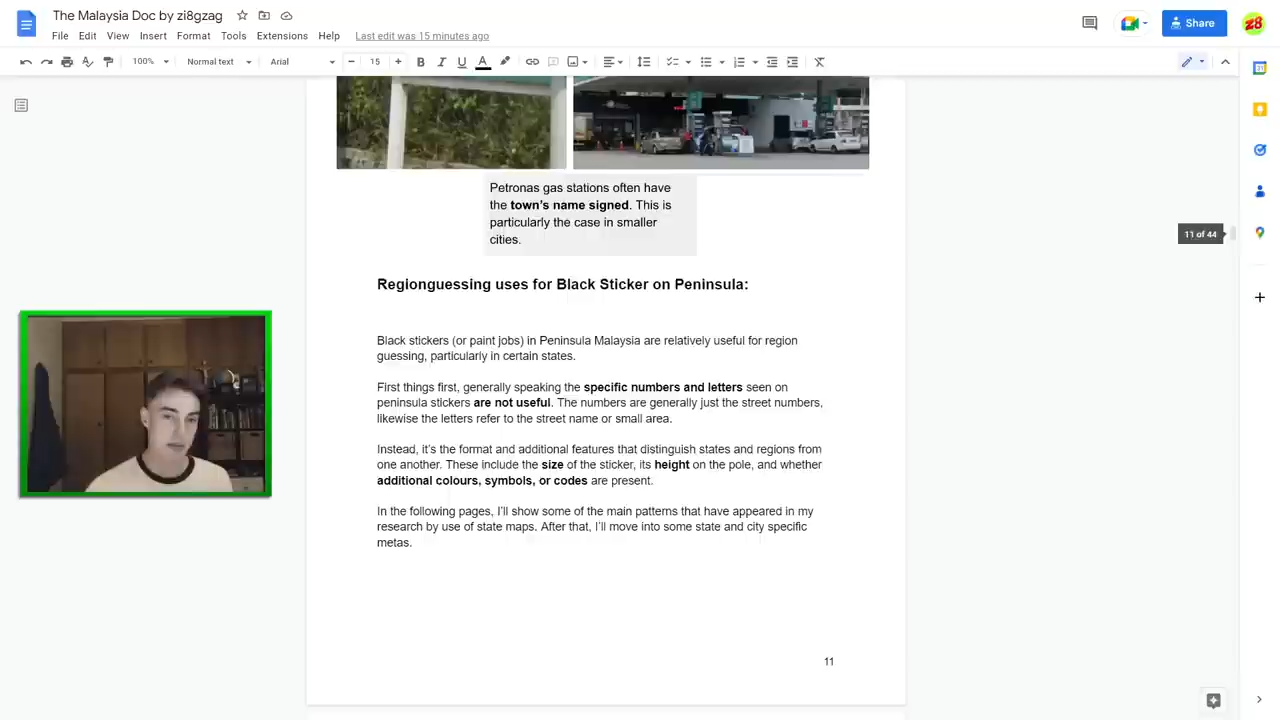 The Malaysia Doc by zi8gzag
File Edit View Insert Format Tools Extensions Help Last edit was 15 minutes ago
Share
Z8
100% Normal text Arial 15 B I U A
Petronas gas stations often have
the town's name signed. This is
particularly the case in smaller
cities.
11 of 44
Regionguessing uses for Black Sticker on Peninsula:
Black stickers (or paint jobs) in Peninsula Malaysia are relatively useful for region
guessing, particularly in certain states.
First things first, generally speaking the specific numbers and letters seen on
peninsula stickers are not useful. The numbers are generally just the street numbers,
likewise the letters refer to the street name or small area.
Instead, it's the format and additional features that distinguish states and regions from
one another. These include the size of the sticker, its height on the pole, and whether
additional colours, symbols, or codes are present.
In the following pages, I'll show some of the main patterns that have appeared in my
research by use of state maps. After that, I'll move into some state and city specific
metas.
11